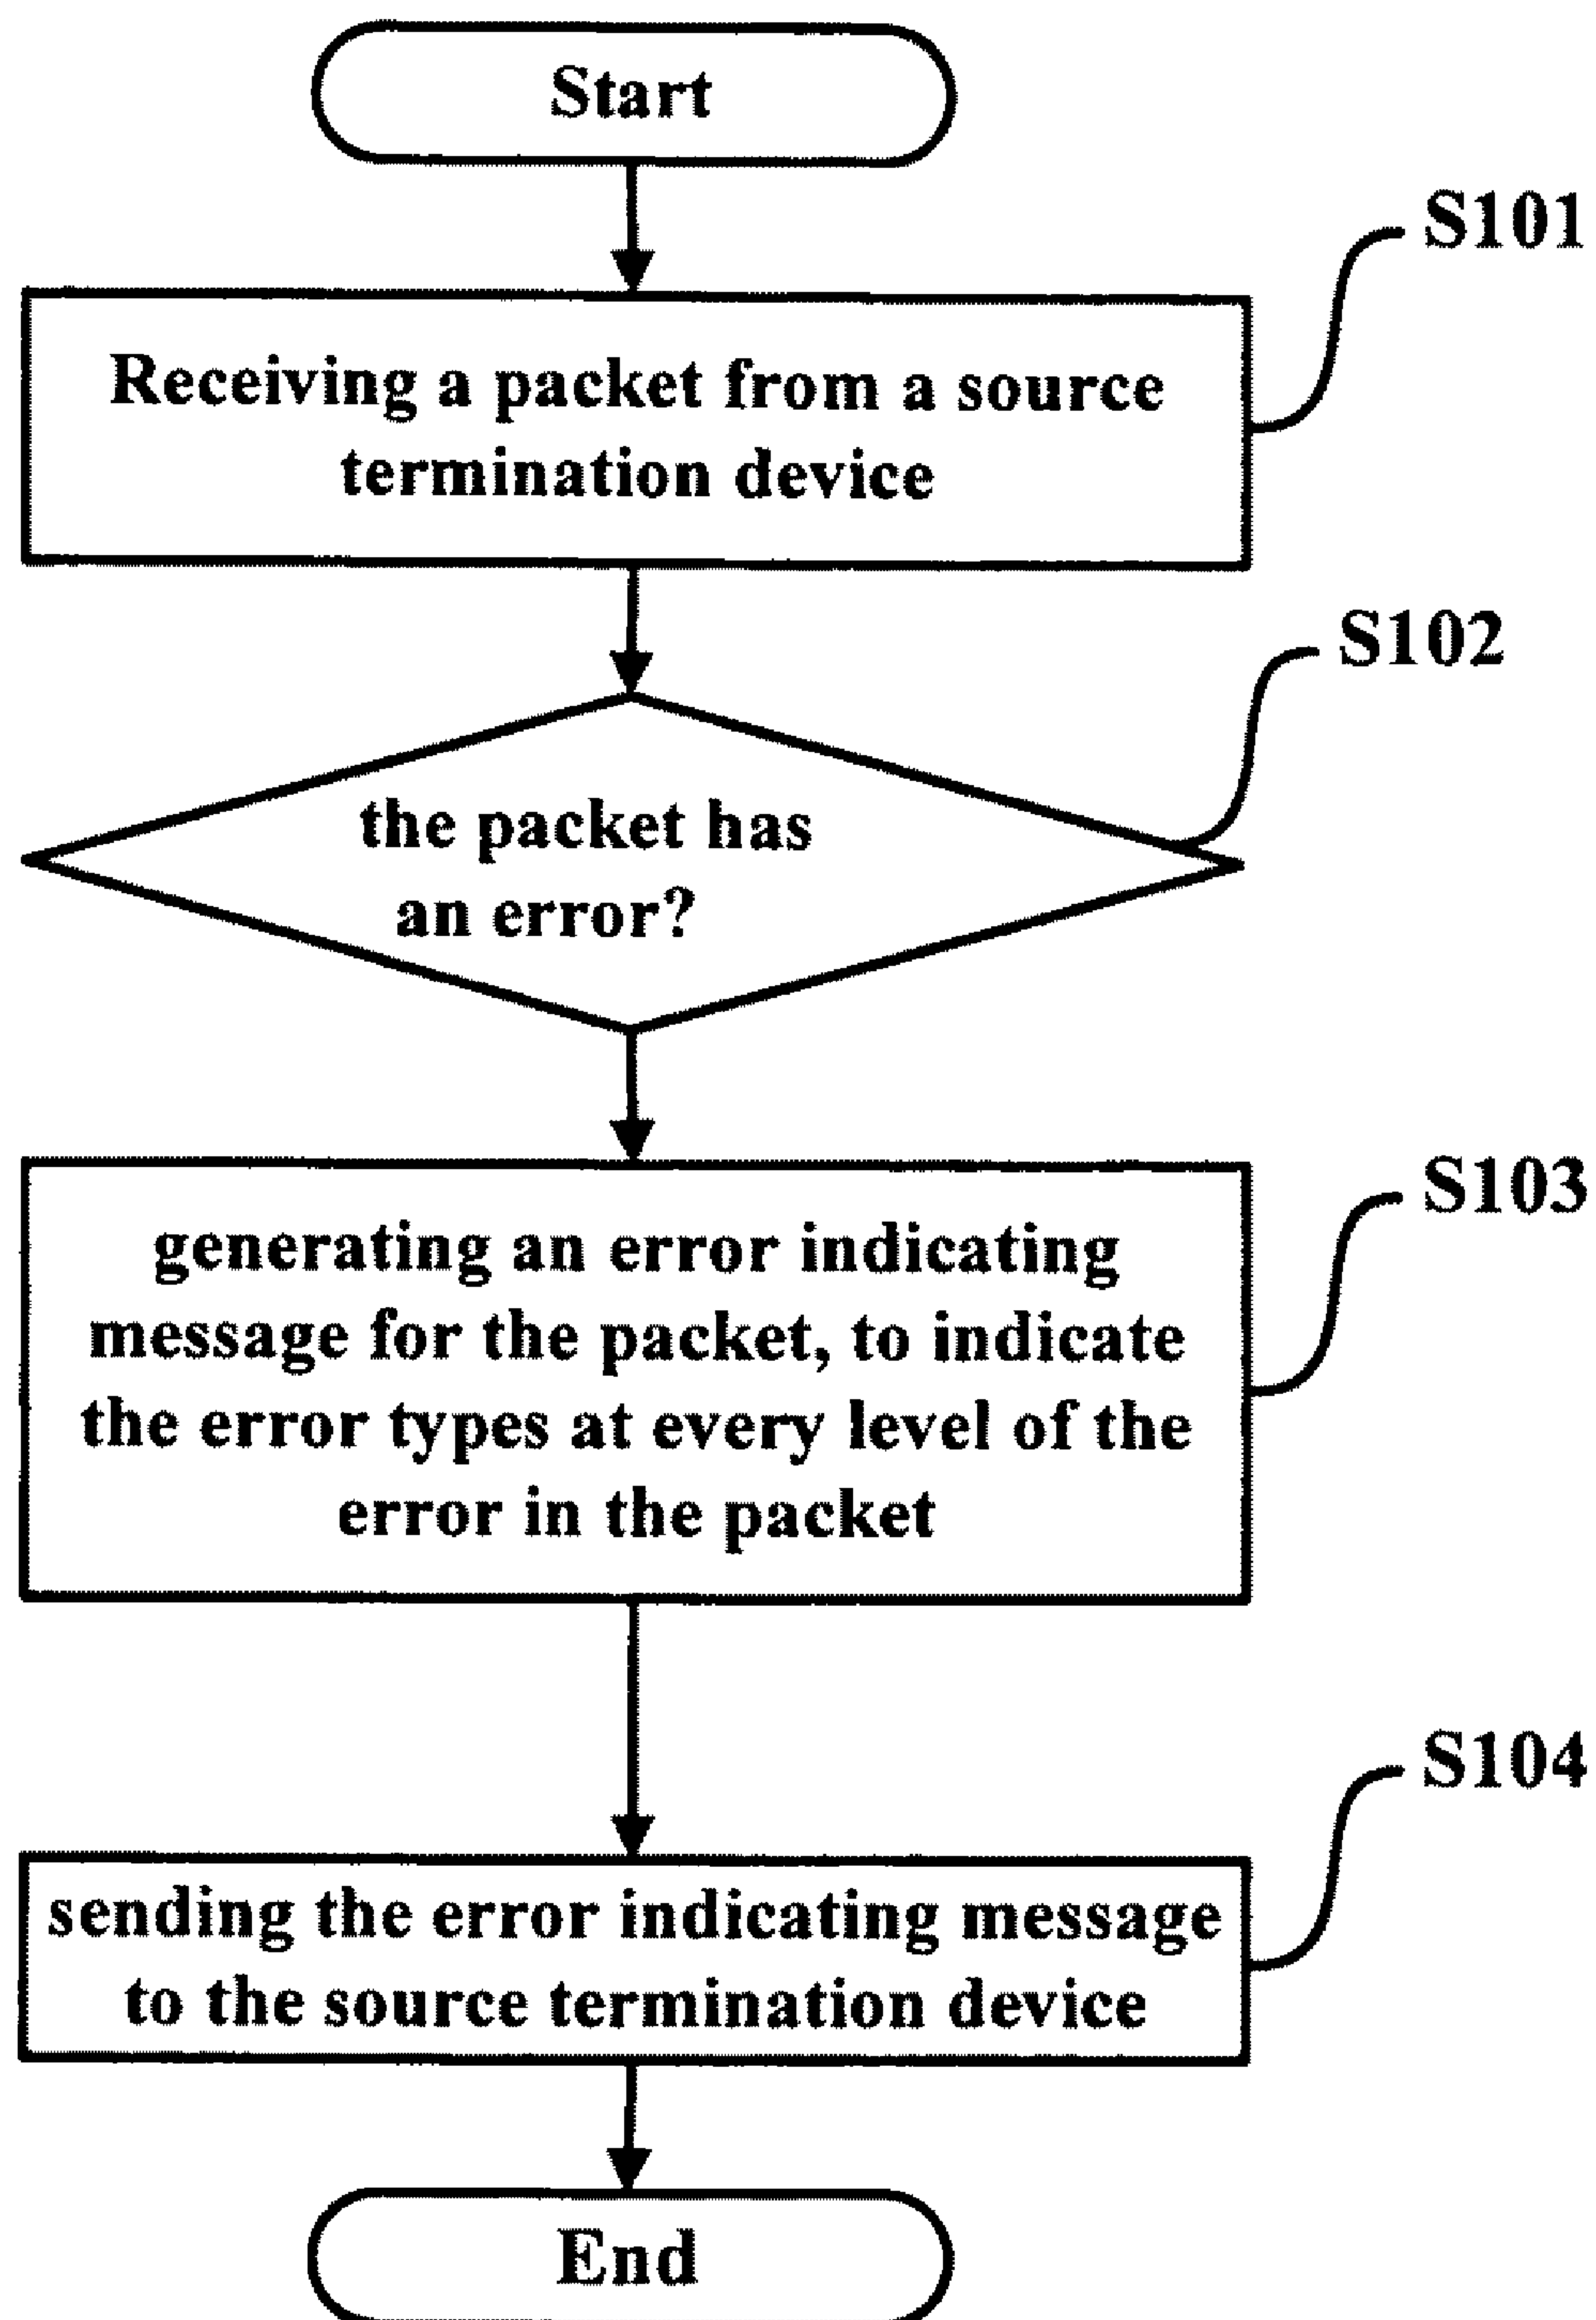 Start
S101
Receiving a packet from a source
termination device
S102
the packet has
an error?
S103
generating an error indicating
message for the packet, to indicate
the error types at every level of the
error in the packet
S104
sending the error indicating message
to the source termination device
End